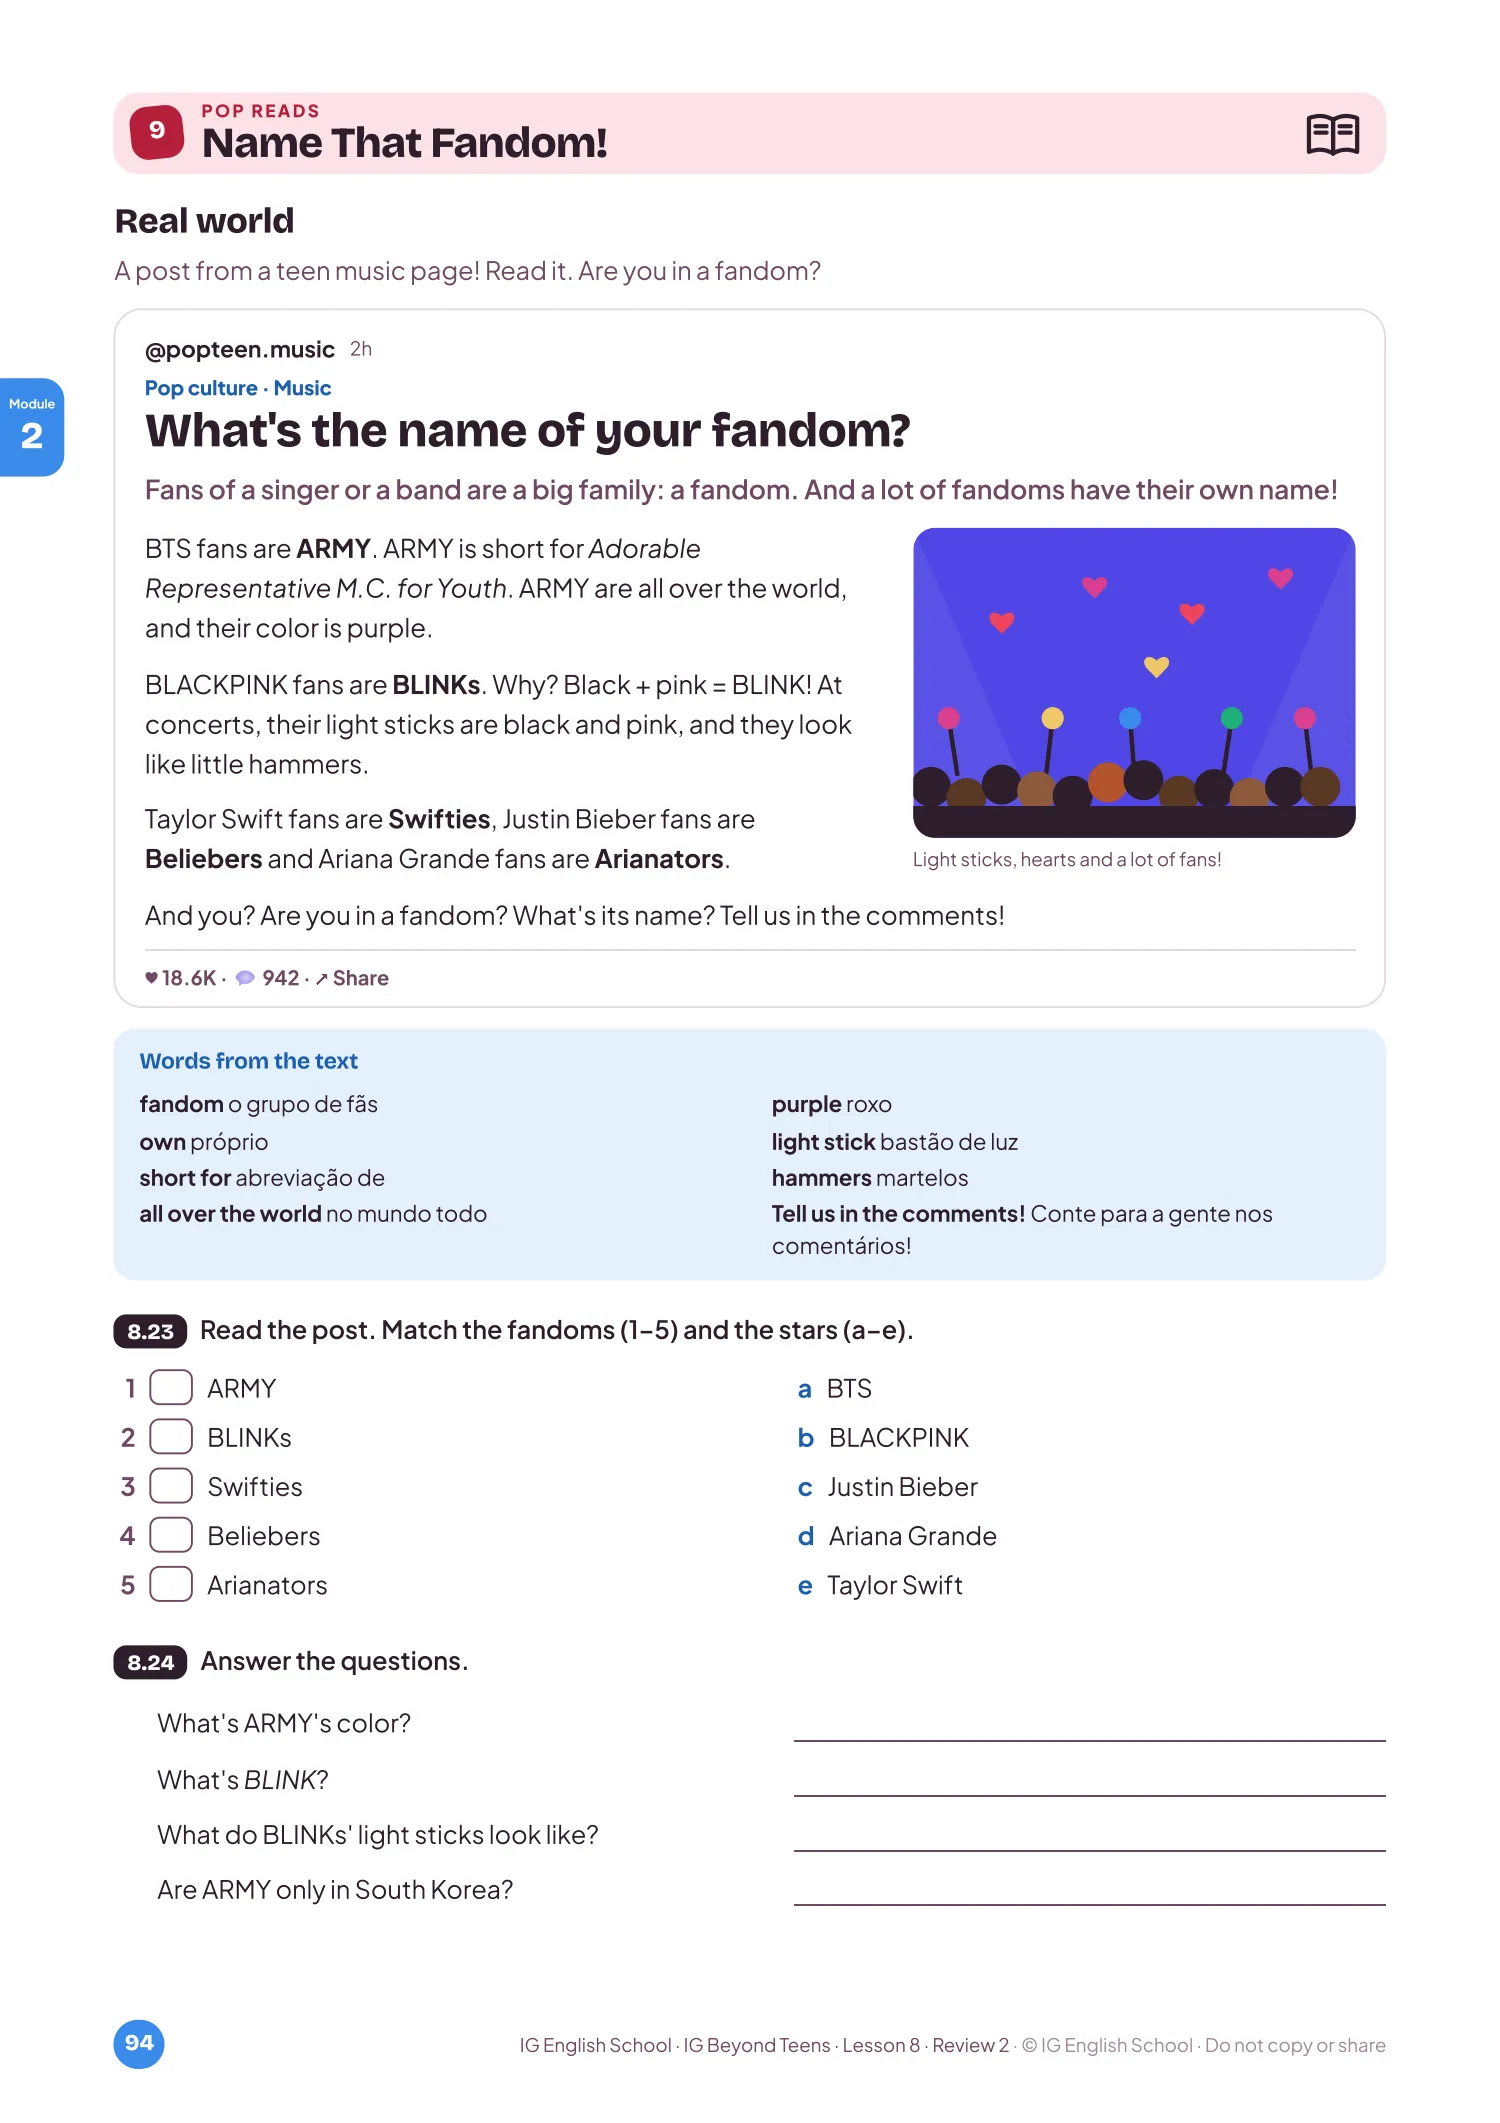 9
POP READS
Name That Fandom!
Real world
A post from a teen music page! Read it. Are you in a fandom?
Module
2
@popteen.music 2h
Pop culture · Music
What's the name of your fandom?
Fans of a singer or a band are a big family: a fandom. And a lot of fandoms have their own name!
BTS fans are ARMY. ARMY is short for Adorable
Representative M.C. for Youth. ARMY are all over the world,
and their color is purple.
BLACKPINK fans are BLINKs. Why? Black + pink = BLINK! At
concerts, their light sticks are black and pink, and they look
like little hammers.
Taylor Swift fans are Swifties, Justin Bieber fans are
Beliebers and Ariana Grande fans are Arianators.
Light sticks, hearts and a lot of fans!
And you? Are you in a fandom? What's its name? Tell us in the comments!
♥ 18.6K · 💬 942 · ↗ Share
Words from the text
fandom o grupo de fãs
own próprio
short for abreviação de
all over the world no mundo todo
purple roxo
light stick bastão de luz
hammers martelos
Tell us in the comments! Conte para a gente nos
comentários!
8.23 Read the post. Match the fandoms (1–5) and the stars (a–e).
1 ARMY
2 BLINKs
3 Swifties
4 Beliebers
5 Arianators
a BTS
b BLACKPINK
c Justin Bieber
d Ariana Grande
e Taylor Swift
8.24 Answer the questions.
What's ARMY's color?
What's BLINK?
What do BLINKs' light sticks look like?
Are ARMY only in South Korea?
94
IG English School · IG Beyond Teens · Lesson 8 · Review 2 · © IG English School · Do not copy or share